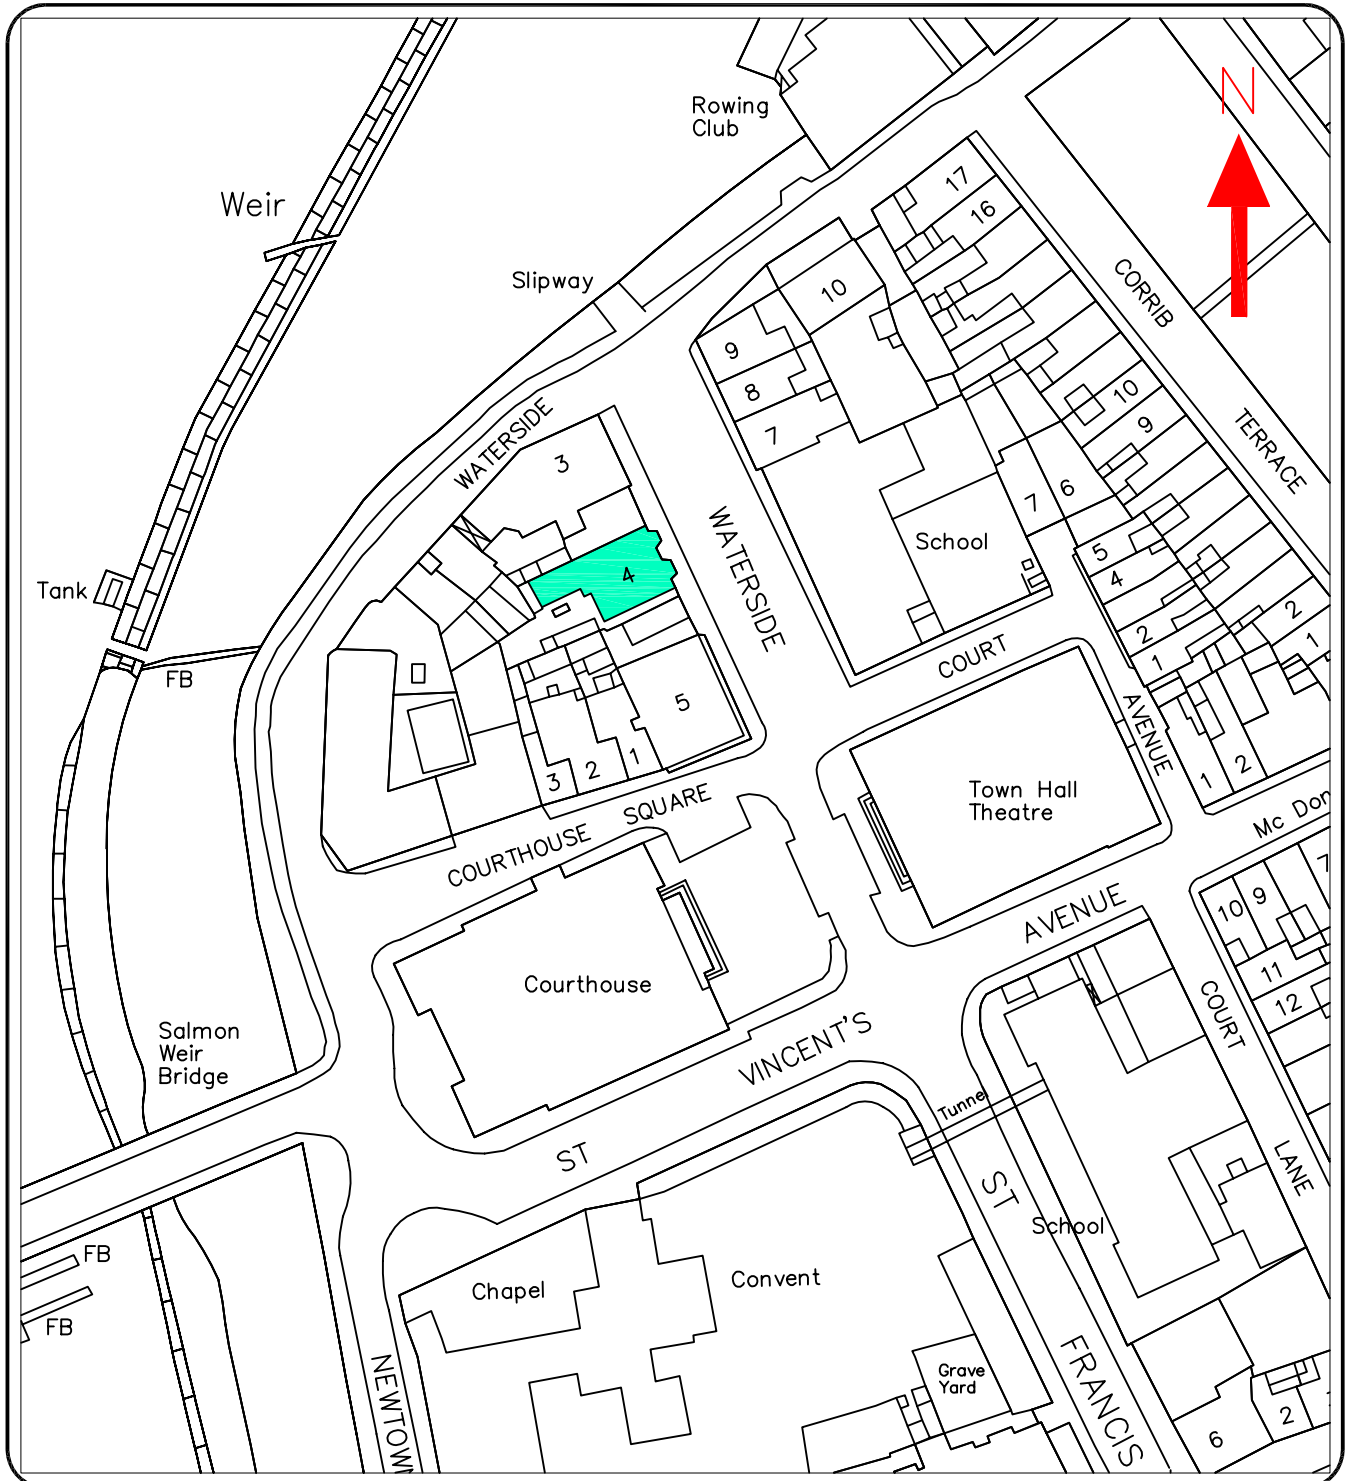 N
Rowing
Club
Weir
17
16
CORRIB
Slipway
10
9
8
7
10
9
TERRACE
WATERSIDE
3
WATERSIDE
7
6
School
5
4
2
1
4
Tank
FB
2
1
COURT
5
AVENUE
3
2
1
1
2
Town Hall
Theatre
SQUARE
COURTHOUSE
Mc Don
7
10
9
11
12
AVENUE
Courthouse
COURT
Salmon
Weir
Bridge
VINCENT'S
Tunnel
ST
ST
LANE
School
FB
FB
Chapel
Convent
NEWTOWN
Grave
Yard
FRANCIS
6
2